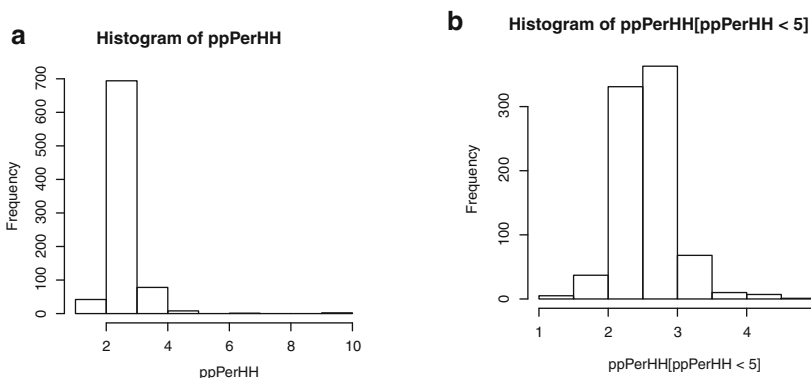 a
Histogram of ppPerHH
Frequency
700
600
500
400
300
200
100
0
2 4 6 8 10
ppPerHH
b
Histogram of ppPerHH[ppPerHH < 5]
Frequency
300
200
100
0
1 2 3 4
ppPerHH[ppPerHH < 5]